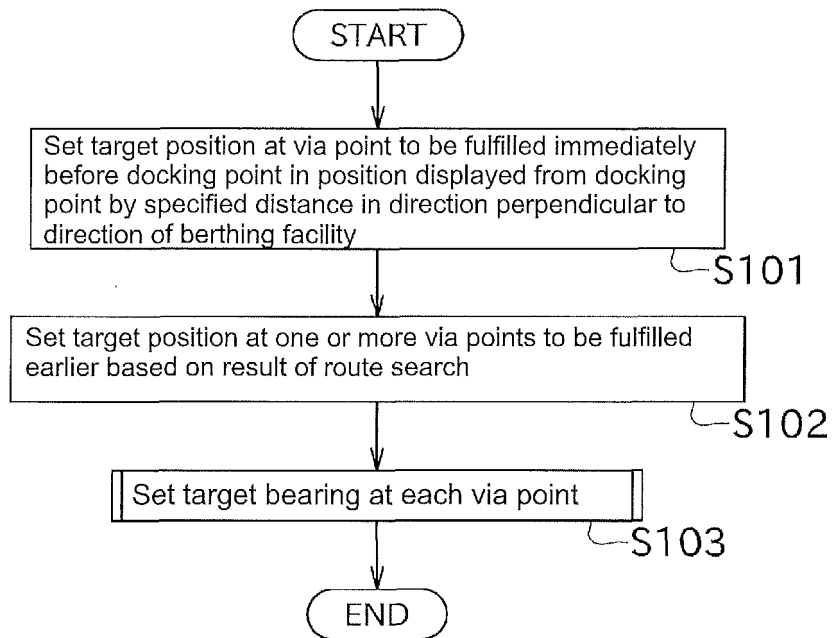 START
Set target position at via point to be fulfilled immediately
before docking point in position displayed from docking
point by specified distance in direction perpendicular to
direction of berthing facility
S101
Set target position at one or more via points to be fulfilled
earlier based on result of route search
S102
Set target bearing at each via point
S103
END